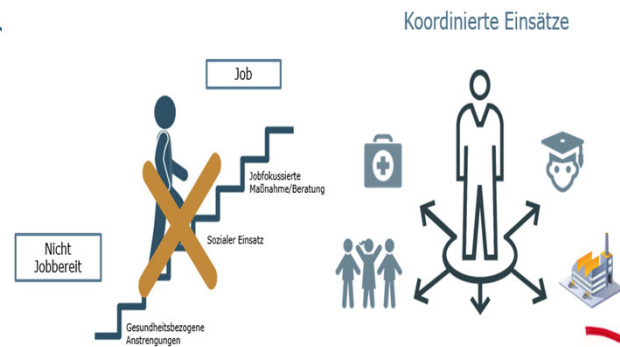 Koordinierte Einsätze
Job
Jobfokussierte
Maßnahme/Beratung
Sozialer Einsatz
Nicht
Jobbereit
Gesundheitsbezogene
Anstrengungen